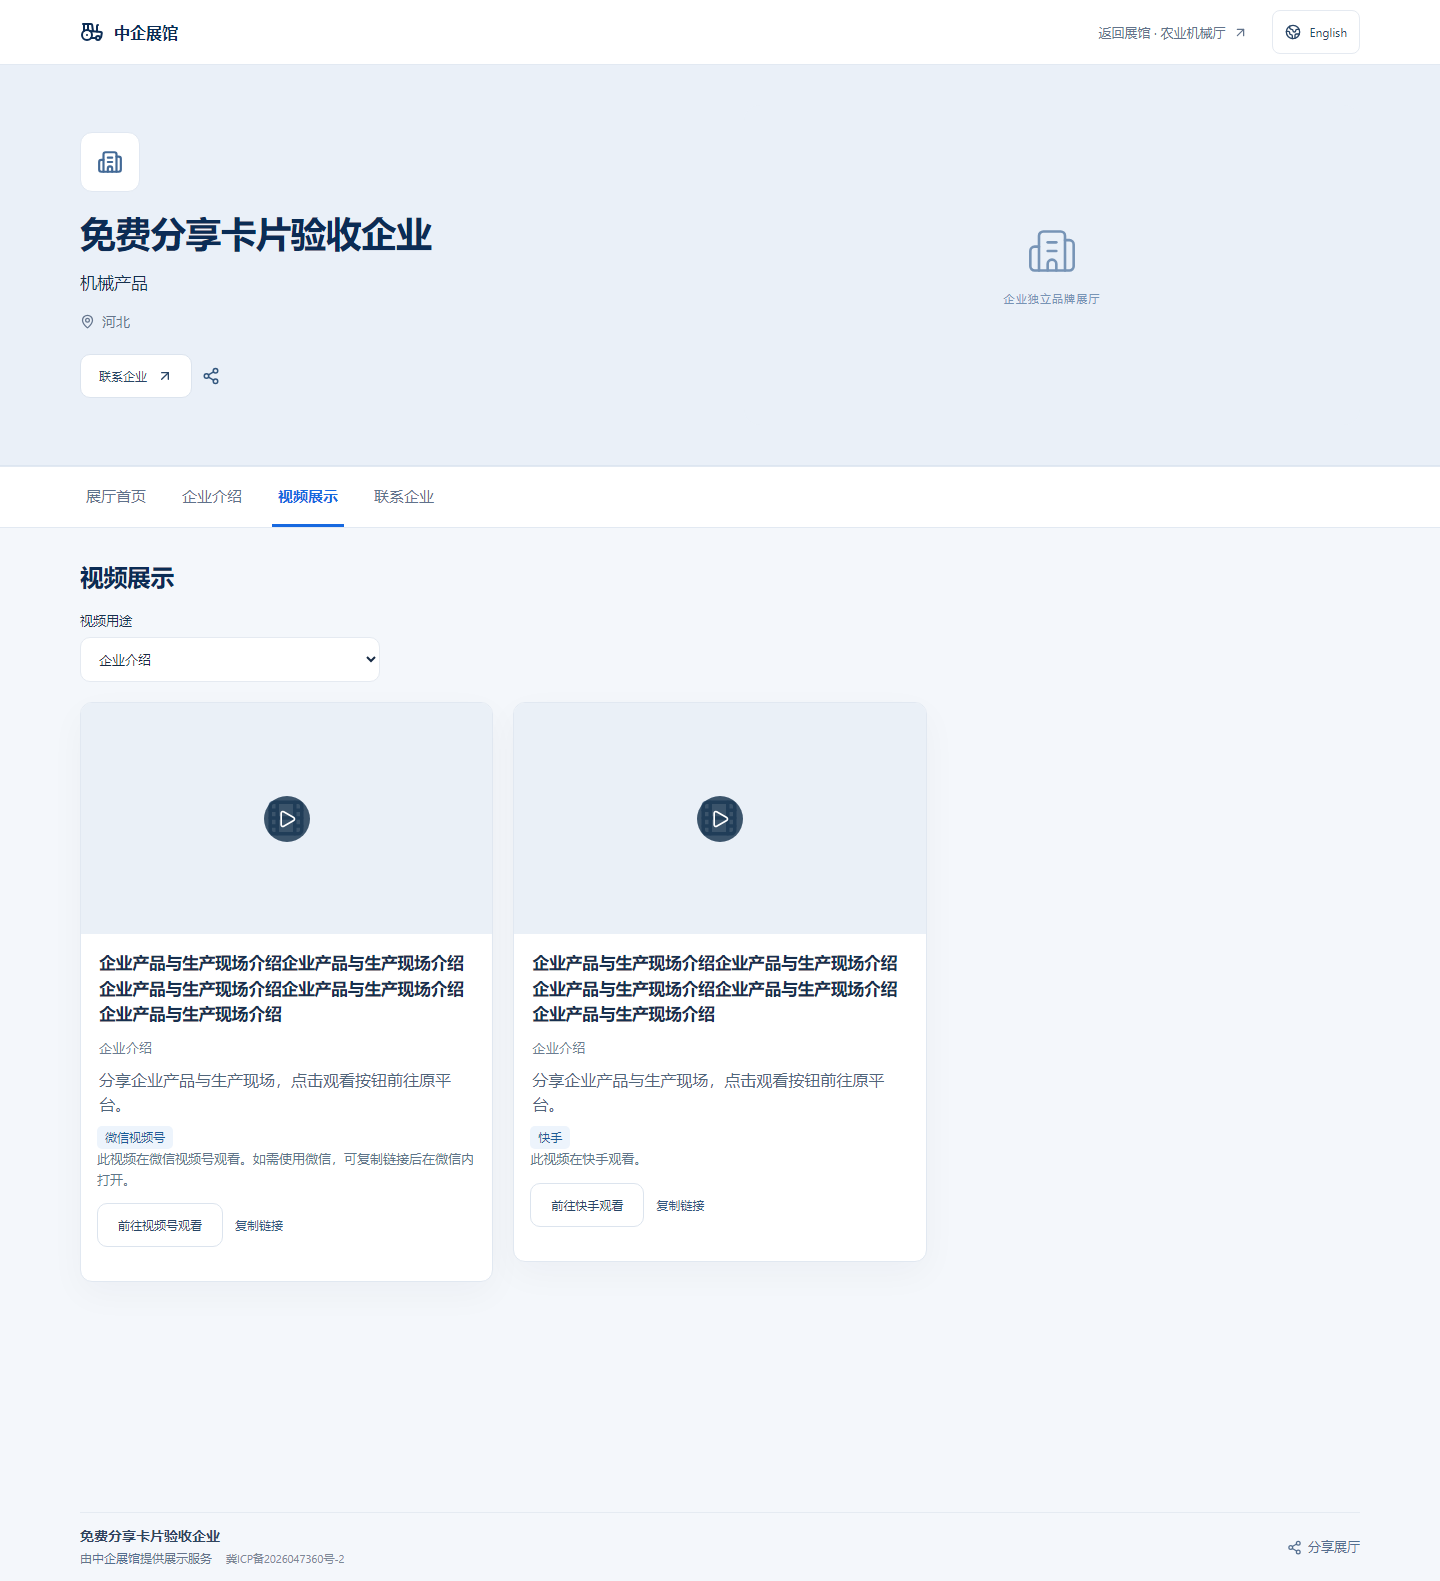 中企展馆
返回展馆 · 农业机械厅
English
免费分享卡片验收企业
机械产品
河北
联系企业
企业独立品牌展厅
展厅首页
企业介绍
视频展示
联系企业
视频展示
视频用途
企业介绍
企业产品与生产现场介绍企业产品与生产现场介绍
企业产品与生产现场介绍企业产品与生产现场介绍
企业产品与生产现场介绍
企业介绍
分享企业产品与生产现场，点击观看按钮前往原平
台。
微信视频号
此视频在微信视频号观看。如需使用微信，可复制链接后在微信内
打开。
前往视频号观看
复制链接
企业产品与生产现场介绍企业产品与生产现场介绍
企业产品与生产现场介绍企业产品与生产现场介绍
企业产品与生产现场介绍
企业介绍
分享企业产品与生产现场，点击观看按钮前往原平
台。
快手
此视频在快手观看。
前往快手观看
复制链接
免费分享卡片验收企业
由中企展馆提供展示服务 冀ICP备2026047360号-2
分享展厅